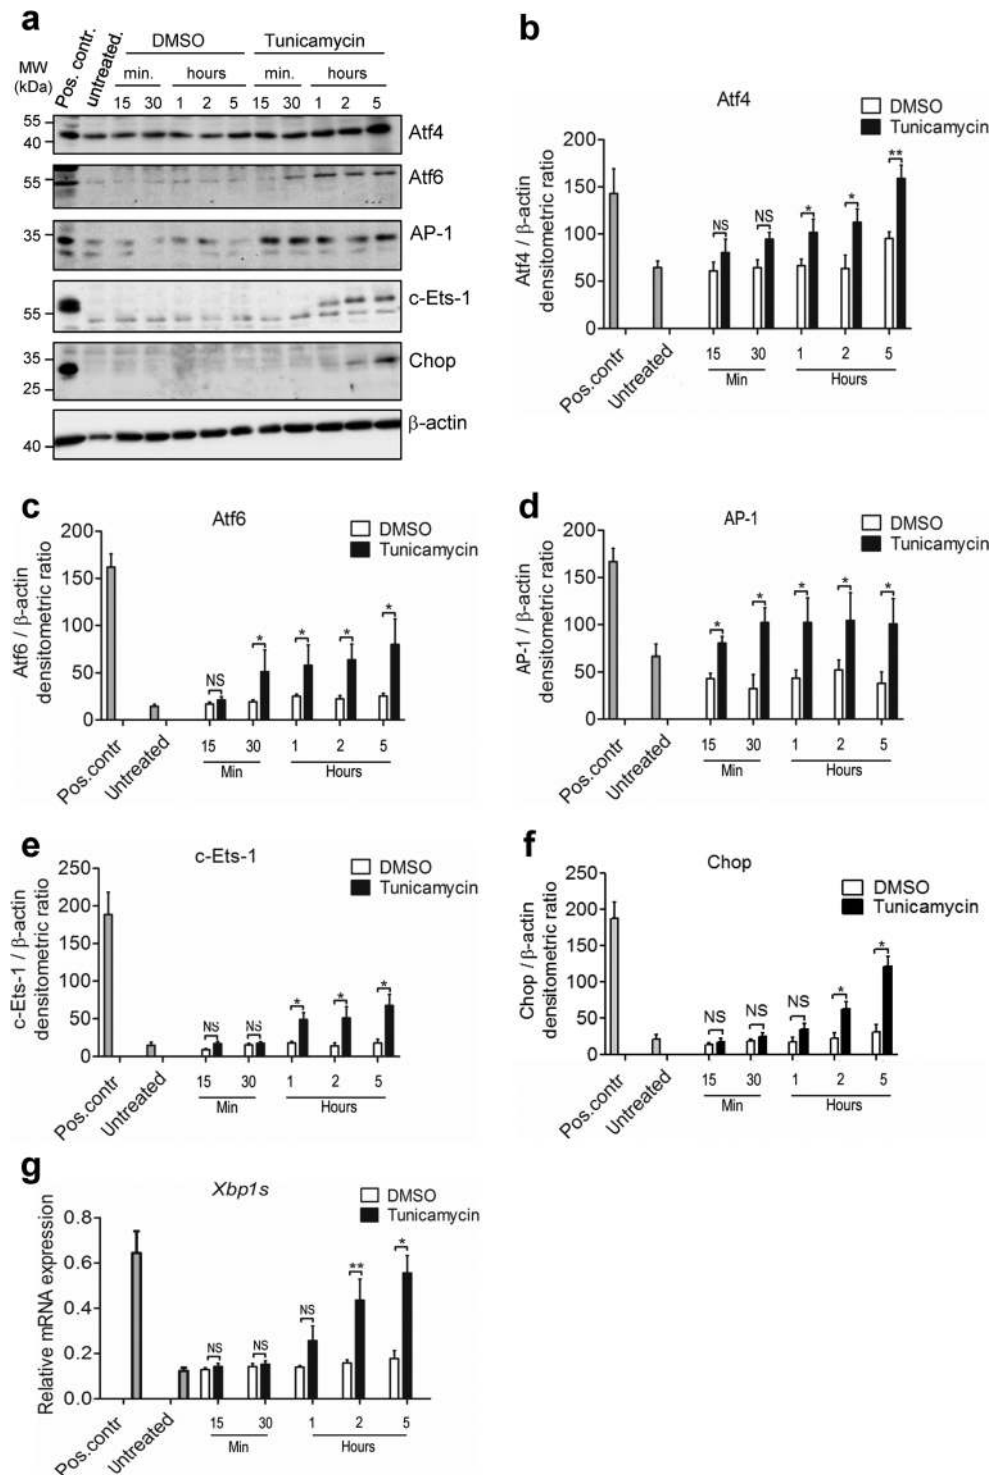 a
DMSO Tunicamycin
MW
(kDa)
Pos. contr.
untreated.
min. hours min. hours
15 30 1 2 5 15 30 1 2 5
55
40
Atf4
55
Atf6
35
AP-1
55
c-Ets-1
35
25
Chop
40
β-actin
b
Atf4
DMSO
Tunicamycin
Atf4 / β-actin
densitometric ratio
200
150
100
50
0
NS NS * * **
15 30 1 2 5
Pos.contr Untreated Min Hours
c
Atf6
DMSO
Tunicamycin
Atf6 / β-actin
densitometric ratio
200
150
100
50
0
NS * * * *
15 30 1 2 5
Pos.contr Untreated Min Hours
d
AP-1
DMSO
Tunicamycin
AP-1 / β-actin
densitometric ratio
200
150
100
50
0
* * * * *
15 30 1 2 5
Pos.contr Untreated Min Hours
e
c-Ets-1
DMSO
Tunicamycin
c-Ets-1 / β-actin
densitometric ratio
250
200
150
100
50
0
NS NS * * *
15 30 1 2 5
Pos.contr Untreated Min Hours
f
Chop
DMSO
Tunicamycin
Chop / β-actin
densitometric ratio
250
200
150
100
50
0
NS NS NS * *
15 30 1 2 5
Pos.contr Untreated Min Hours
g
Xbp1s
DMSO
Tunicamycin
Relative mRNA expression
0.8
0.6
0.4
0.2
0.0
NS NS NS ** *
15 30 1 2 5
Pos.contr Untreated Min Hours